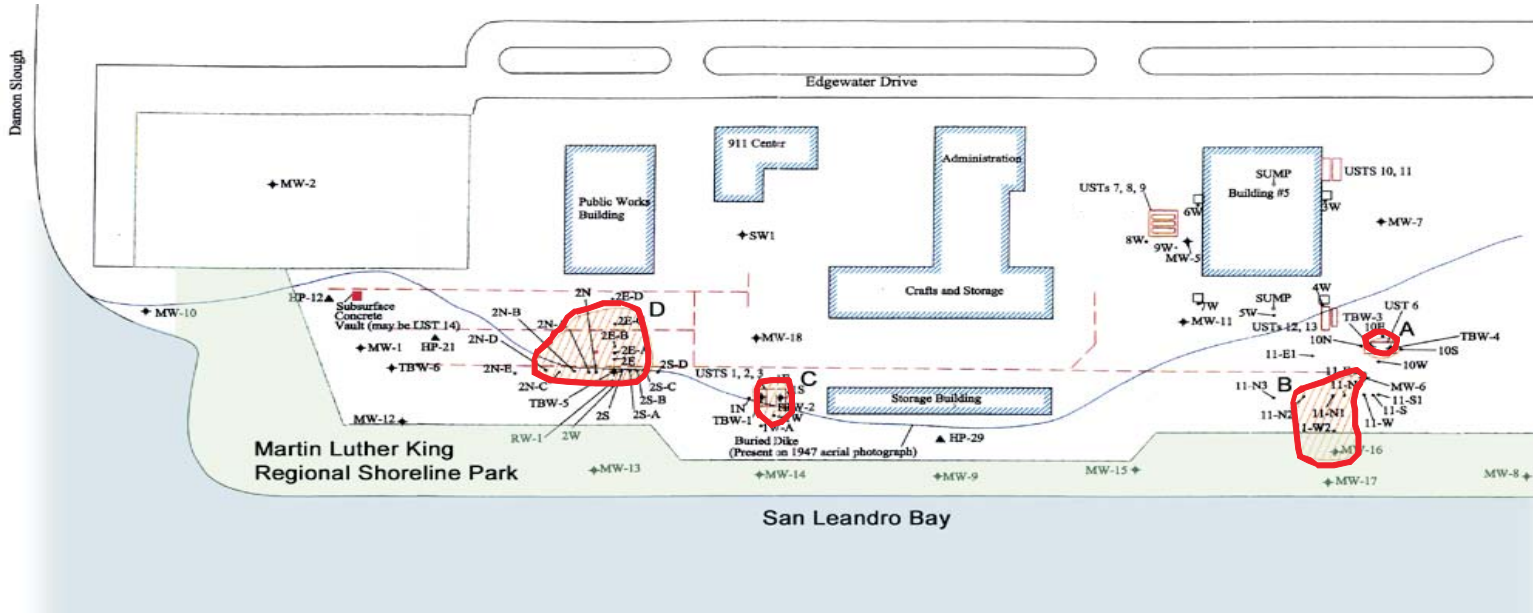 Damon Slough
Edgewater Drive
MW-2
Public Works
Building
911 Center
SW1
Administration
Crafts and Storage
USTs 7, 8, 9
8W
9W
MW-5
6W
SUMP
Building #5
3W
USTS 10, 11
MW-7
MW-10
HP-12
Subsurface
Concrete
Vault (may be UST 14)
MW-1
HP-21
TBW-6
MW-12
2N-B
2N-D
2N-E
2N-C
2N
2E-D
D
2E-B
2E
2S-D
2S-C
2S-B
2S-A
2S
TBW-5
RW-1
2W
MW-18
USTS 1, 2, 3
C
1N
TBW-1
Buried Dike
(Present on 1947 aerial photograph)
Storage Building
HP-29
7W
MW-11
SUMP
5W
USTs 12, 13
4W
UST 6
TBW-3
10E
A
TBW-4
10N
10S
10W
11-E1
11-N3
B
MW-6
11-S1
11-S
11-W
11-N2
11-N1
MW-16
MW-17
MW-15
MW-8
MW-13
MW-14
MW-9
Martin Luther King
Regional Shoreline Park
San Leandro Bay